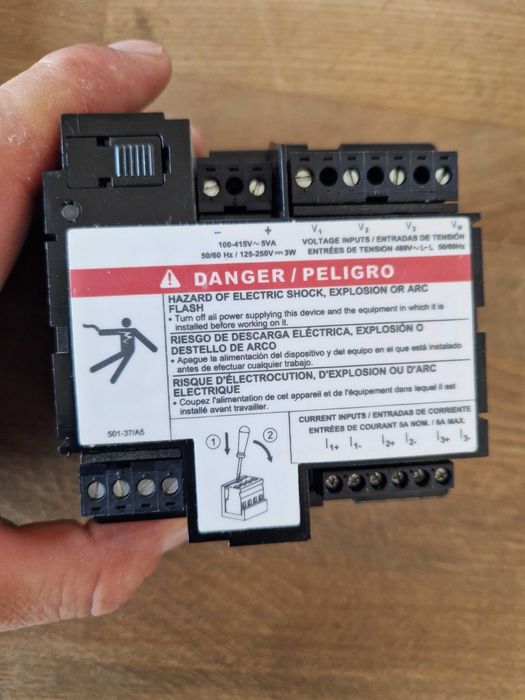 − + V1 V2 V3 VN
100-415V~ 5VA
50/60 Hz / 125-250V⎓ 3W
VOLTAGE INPUTS / ENTRADAS DE TENSIÓN
ENTRÉES DE TENSION 480V~ L-L 50/60Hz
DANGER / PELIGRO
HAZARD OF ELECTRIC SHOCK, EXPLOSION OR ARC
FLASH
• Turn off all power supplying this device and the equipment in which it is
installed before working on it.
RIESGO DE DESCARGA ELÉCTRICA, EXPLOSIÓN O
DESTELLO DE ARCO
• Apague la alimentación del dispositivo y del equipo en el que está instalado
antes de efectuar cualquier trabajo.
RISQUE D'ÉLECTROCUTION, D'EXPLOSION OU D'ARC
ELECTRIQUE
• Coupez l'alimentation de cet appareil et de l'équipement dans lequel il est
installé avant travailler.
501-37/A5
1 2
CURRENT INPUTS / ENTRADAS DE CORRIENTE
ENTRÉES DE COURANT 5A NOM. / 6A MAX.
I1+ I1- I2+ I2- I3+ I3-